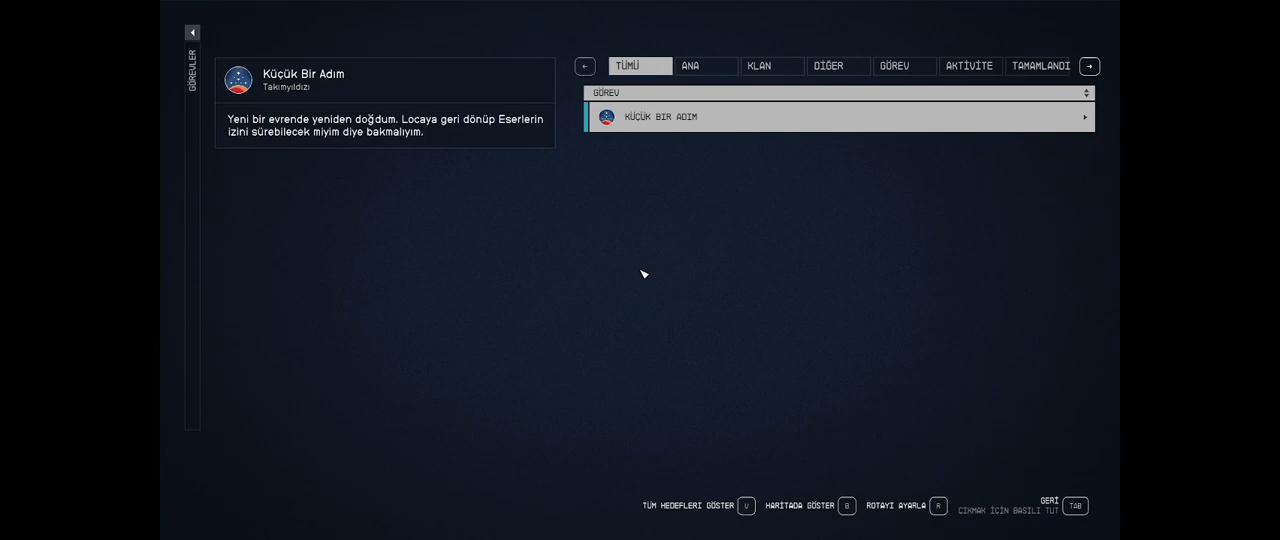 GÖREVLER
Küçük Bir Adım
Takımyıldızı
Yeni bir evrende yeniden doğdum. Locaya geri dönüp Eserlerin
izini sürebilecek miyim diye bakmalıyım.
TÜMÜ ANA KLAN DİĞER GÖREV AKTİVİTE TAMAMLANDI
GÖREV
KÜÇÜK BIR ADIM
TÜM HEDEFLERİ GÖSTER V HARİTADA GÖSTER B ROTAYI AYARLA R GERİ TAB
ÇIKMAK İÇİN BASILI TUT